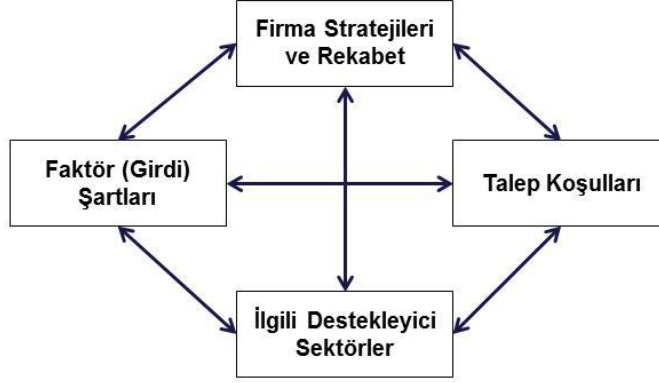 Firma Stratejileri
ve Rekabet
Faktör (Girdi)
Şartları
Talep Koşulları
İlgili Destekleyici
Sektörler